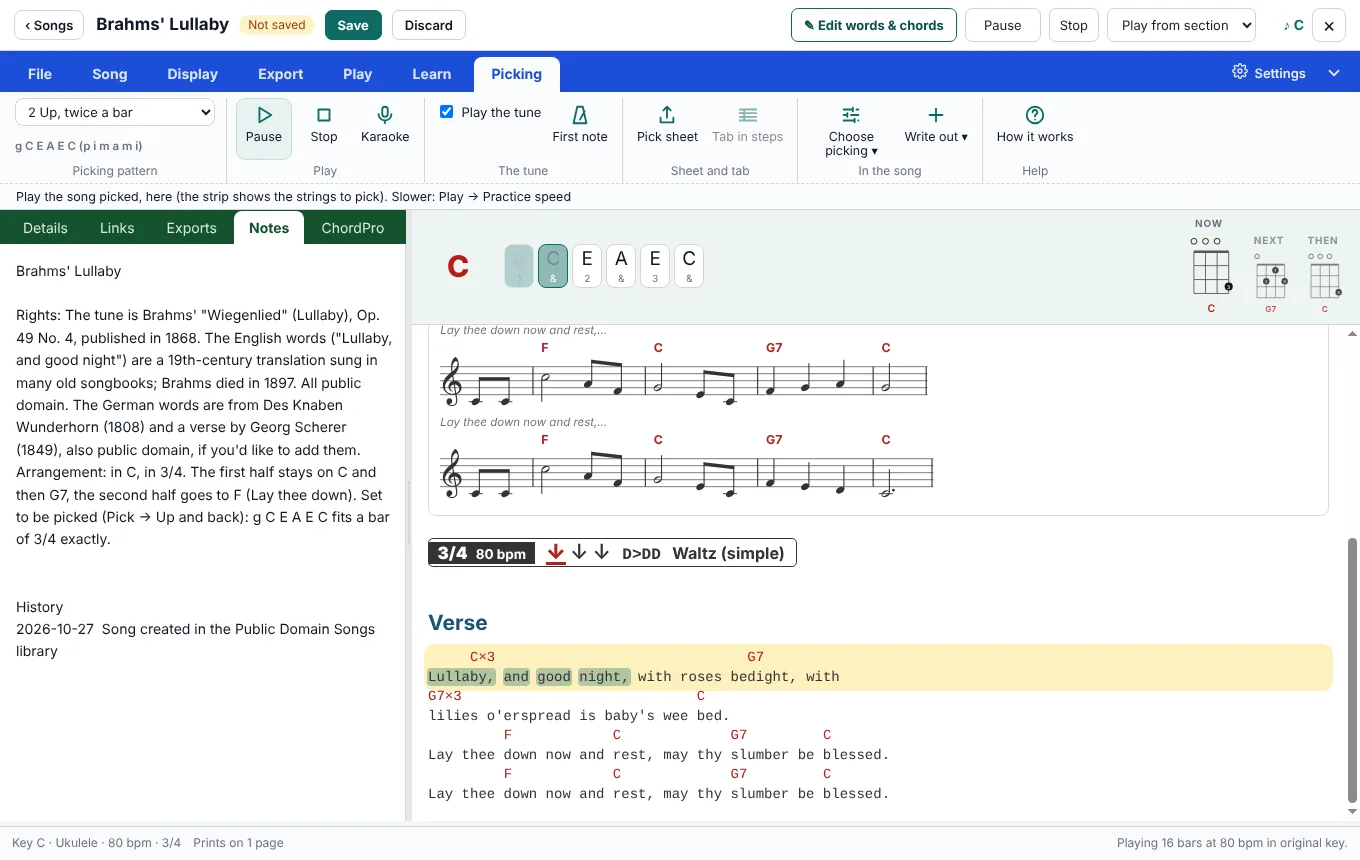 ‹ Songs
Brahms' Lullaby
Not saved
Save
Discard
✎ Edit words & chords
Pause
Stop
Play from section
♪ C
✕
File
Song
Display
Export
Play
Learn
Picking
Settings
2 Up, twice a bar
g C E A E C (p i m a m i)
Picking pattern
Pause
Stop
Karaoke
Play
Play the tune
First note
The tune
Pick sheet
Tab in steps
Sheet and tab
Choose
picking ▾
Write out ▾
In the song
How it works
Help
Play the song picked, here (the strip shows the strings to pick). Slower: Play → Practice speed
Details
Links
Exports
Notes
ChordPro
Brahms' Lullaby
Rights: The tune is Brahms' "Wiegenlied" (Lullaby), Op.
49 No. 4, published in 1868. The English words ("Lullaby,
and good night") are a 19th-century translation sung in
many old songbooks; Brahms died in 1897. All public
domain. The German words are from Des Knaben
Wunderhorn (1808) and a verse by Georg Scherer
(1849), also public domain, if you'd like to add them.
Arrangement: in C, in 3/4. The first half stays on C and
then G7, the second half goes to F (Lay thee down). Set
to be picked (Pick → Up and back): g C E A E C fits a bar
of 3/4 exactly.
History
2026-10-27 Song created in the Public Domain Songs
library
C
1
C &
E 2
A &
E 3
C &
NOW
C
NEXT
G7
THEN
C
Lay thee down now and rest,...
F C G7 C
Lay thee down now and rest,...
F C G7 C
3/4 80 bpm D>DD Waltz (simple)
Verse
C×3 G7
Lullaby, and good night, with roses bedight, with
G7×3 C
lilies o'erspread is baby's wee bed.
F C G7 C
Lay thee down now and rest, may thy slumber be blessed.
F C G7 C
Lay thee down now and rest, may thy slumber be blessed.
Key C · Ukulele · 80 bpm · 3/4 Prints on 1 page
Playing 16 bars at 80 bpm in original key.